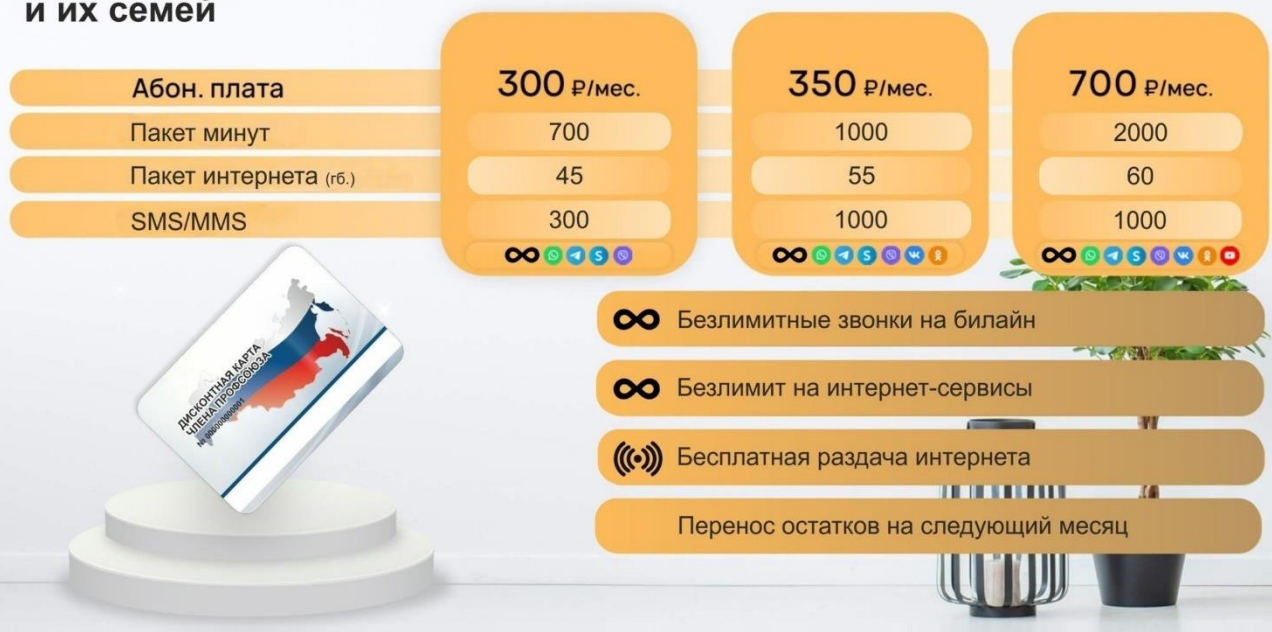 и их семей
Абон. плата 300 ₽/мес. 350 ₽/мес. 700 ₽/мес.
Пакет минут 700 1000 2000
Пакет интернета (гб.) 45 55 60
SMS/MMS 300 1000 1000
ДИСКОНТНАЯ КАРТА
ЧЛЕНА ПРОФСОЮЗА
№ 000000000001
Безлимитные звонки на билайн
Безлимит на интернет-сервисы
Бесплатная раздача интернета
Перенос остатков на следующий месяц